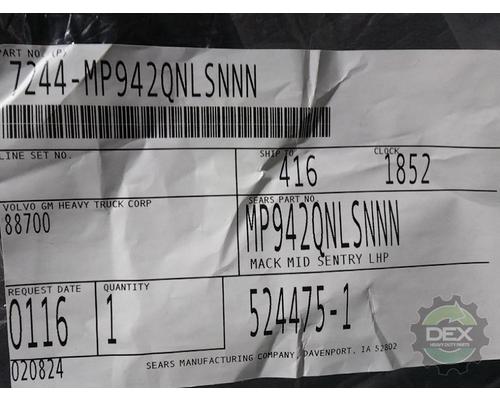 PART NO. (P)
7244-MP942QNLSNNN
LINE SET NO.
SHIP TO
416
CLOCK
1852
VOLVO GM HEAVY TRUCK CORP
88700
SEARS PART NO
MP942QNLSNNN
MACK MID SENTRY LHP
REQUEST DATE
0116
QUANTITY
1
524475-1
020824
SEARS MANUFACTURING COMPANY, DAVENPORT, IA 52802
DEX
HEAVY DUTY PARTS